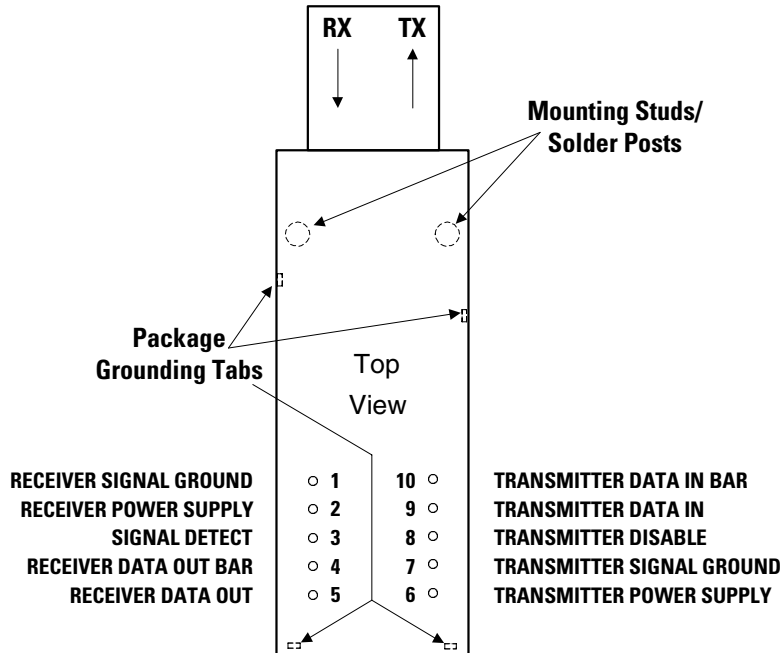 RX TX
Mounting Studs/
Solder Posts
Package
Grounding Tabs
Top
View
RECEIVER SIGNAL GROUND 1 10 TRANSMITTER DATA IN BAR
RECEIVER POWER SUPPLY 2 9 TRANSMITTER DATA IN
SIGNAL DETECT 3 8 TRANSMITTER DISABLE
RECEIVER DATA OUT BAR 4 7 TRANSMITTER SIGNAL GROUND
RECEIVER DATA OUT 5 6 TRANSMITTER POWER SUPPLY